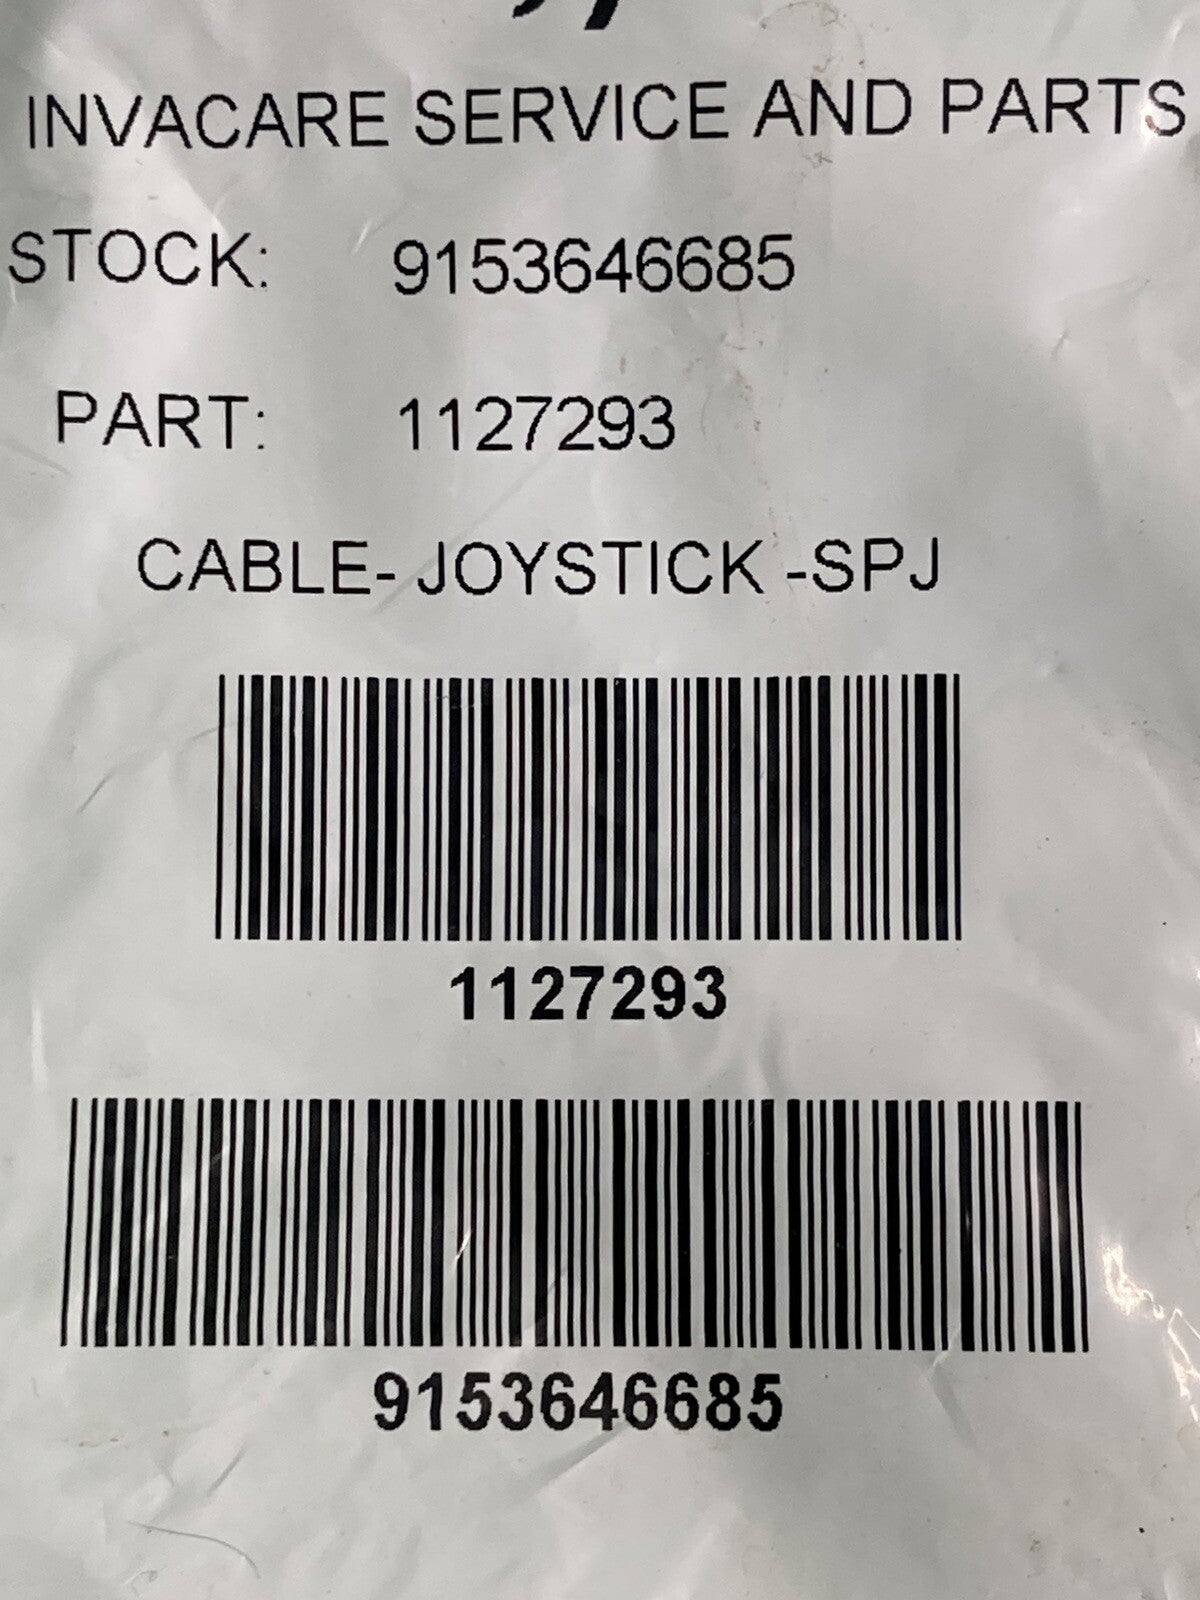 INVACARE SERVICE AND PARTS
STOCK: 9153646685
PART: 1127293
CABLE- JOYSTICK -SPJ
1127293
9153646685